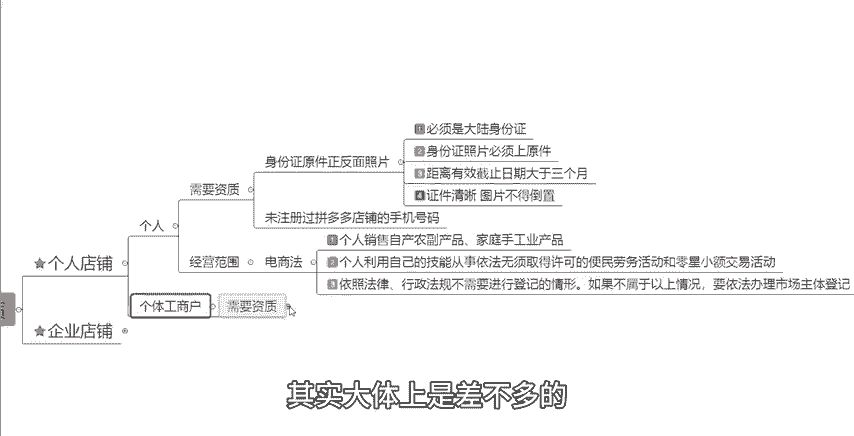 必须是大陆身份证
身份证原件正反面照片
身份证照片必须上原件
距离有效截止日期大于三个月
需要资质
证件清晰 图片不得倒置
未注册过拼多多店铺的手机号码
个人
个人销售自产农副产品、家庭手工业产品
个人店铺
经营范围
电商法
个人利用自己的技能从事依法无须取得许可的便民劳务活动和零星小额交易活动
依照法律、行政法规不需要进行登记的情形。如果不属于以上情况，要依法办理市场主体登记
个体工商户
需要资质
企业店铺
其实大体上是差不多的